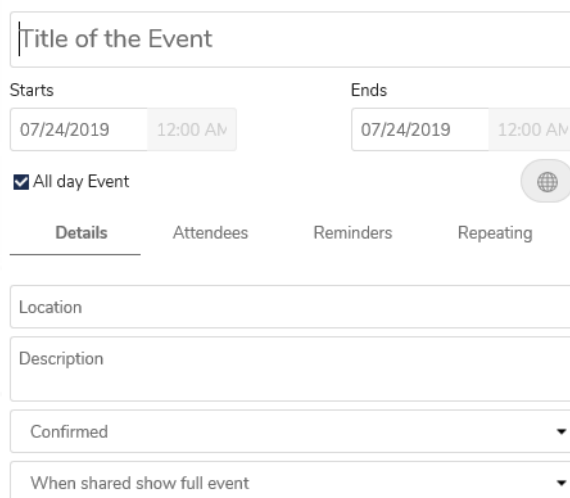 Title of the Event
Starts Ends
07/24/2019 12:00 AM 07/24/2019 12:00 AM
All day Event
Details Attendees Reminders Repeating
Location
Description
Confirmed
When shared show full event